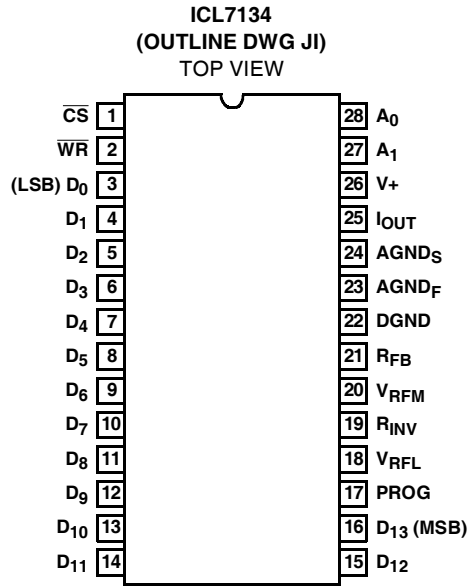 ICL7134
(OUTLINE DWG JI)
TOP VIEW
CS 1 28 A0
WR 2 27 A1
(LSB) D0 3 26 V+
D1 4 25 IOUT
D2 5 24 AGNDS
D3 6 23 AGNDF
D4 7 22 DGND
D5 8 21 RFB
D6 9 20 VRFM
D7 10 19 RINV
D8 11 18 VRFL
D9 12 17 PROG
D10 13 16 D13 (MSB)
D11 14 15 D12